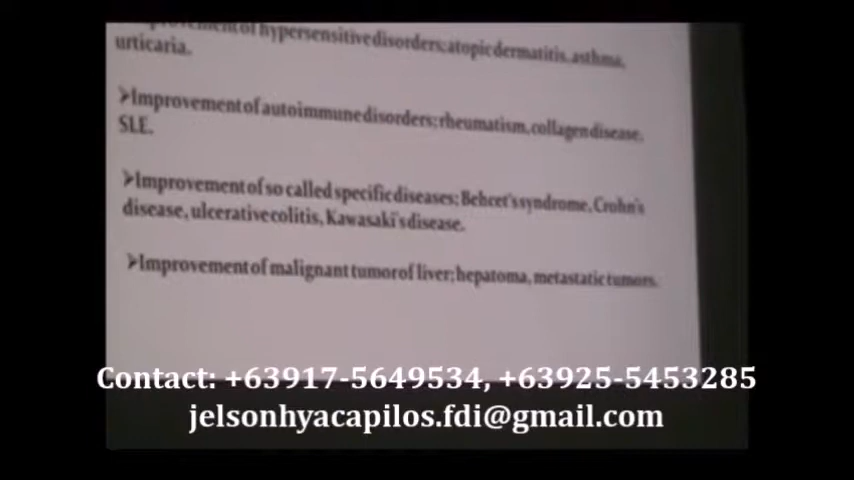 Improvement of hypersensitive disorders; atopic dermatitis, asthma,
urticaria.
➤Improvement of autoimmune disorders; rheumatism, collagen disease,
SLE.
➤Improvement of so called specific diseases; Behcet's syndrome, Crohn's
disease, ulcerative colitis, Kawasaki's disease.
➤Improvement of malignant tumor of liver; hepatoma, metastatic tumors.
Contact: +63917-5649534, +63925-5453285
jelsonhyacapilos.fdi@gmail.com